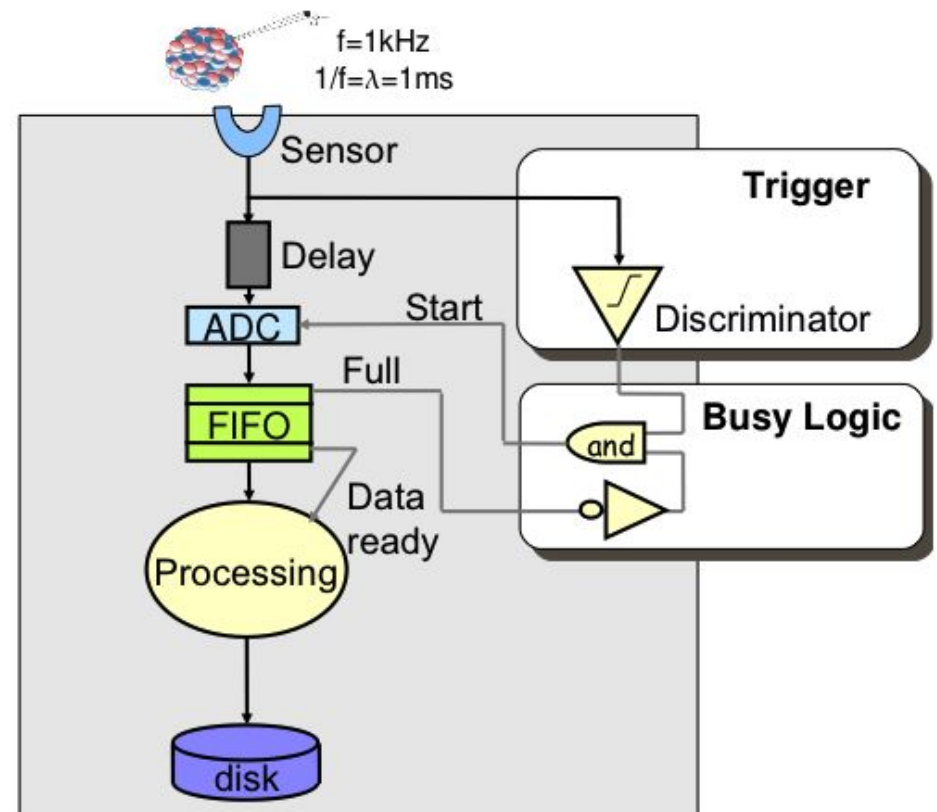 f=1kHz
1/f=λ=1ms
Sensor
Trigger
Delay
Discriminator
Start
ADC
Full
Busy Logic
FIFO
and
Data
ready
Processing
disk